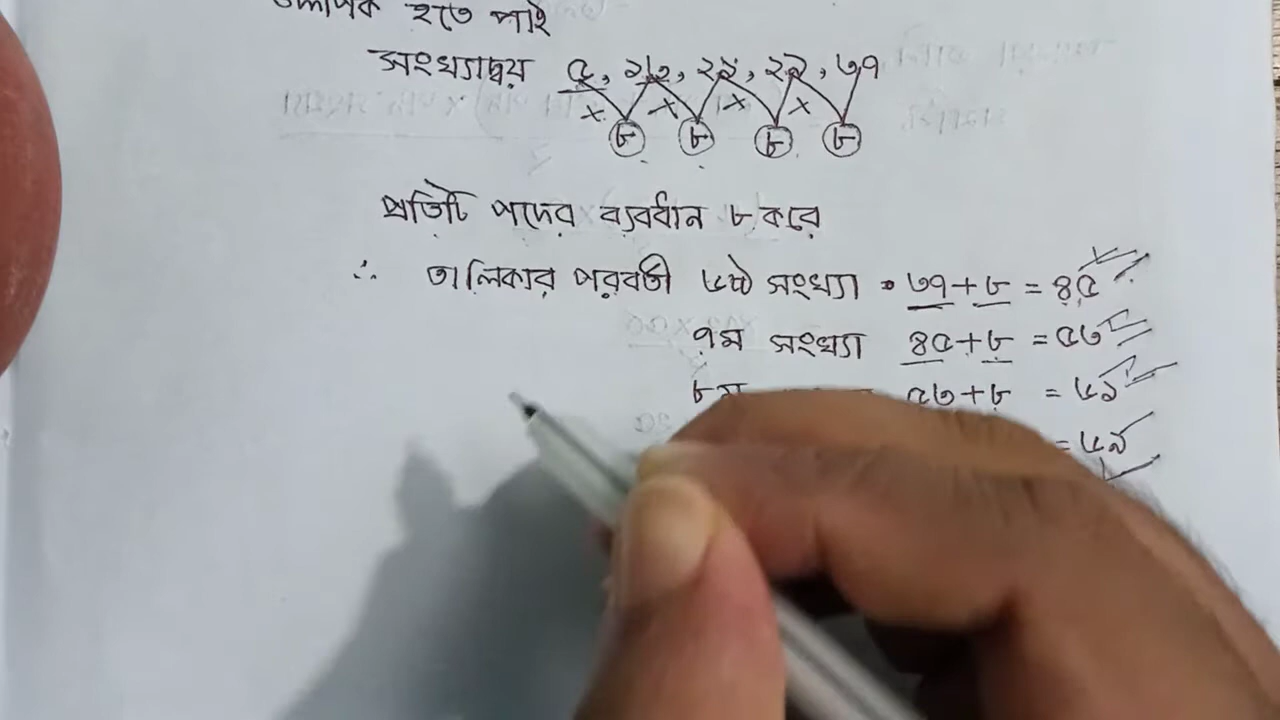 হতে পাই
সংখ্যাদ্বয় ৫, ১৩, ২১, ২৯, ৩৭
৮ ৮ ৮ ৮
প্রতিটি পদের ব্যবধান ৮ করে
∴ তালিকার পরবর্তী ৬ষ্ঠ সংখ্যা = ৩৭+৮ = ৪৫
৭ম সংখ্যা ৪৫+৮ = ৫৩
৮ম ৫৩+৮ = ৬১
= ৬৯